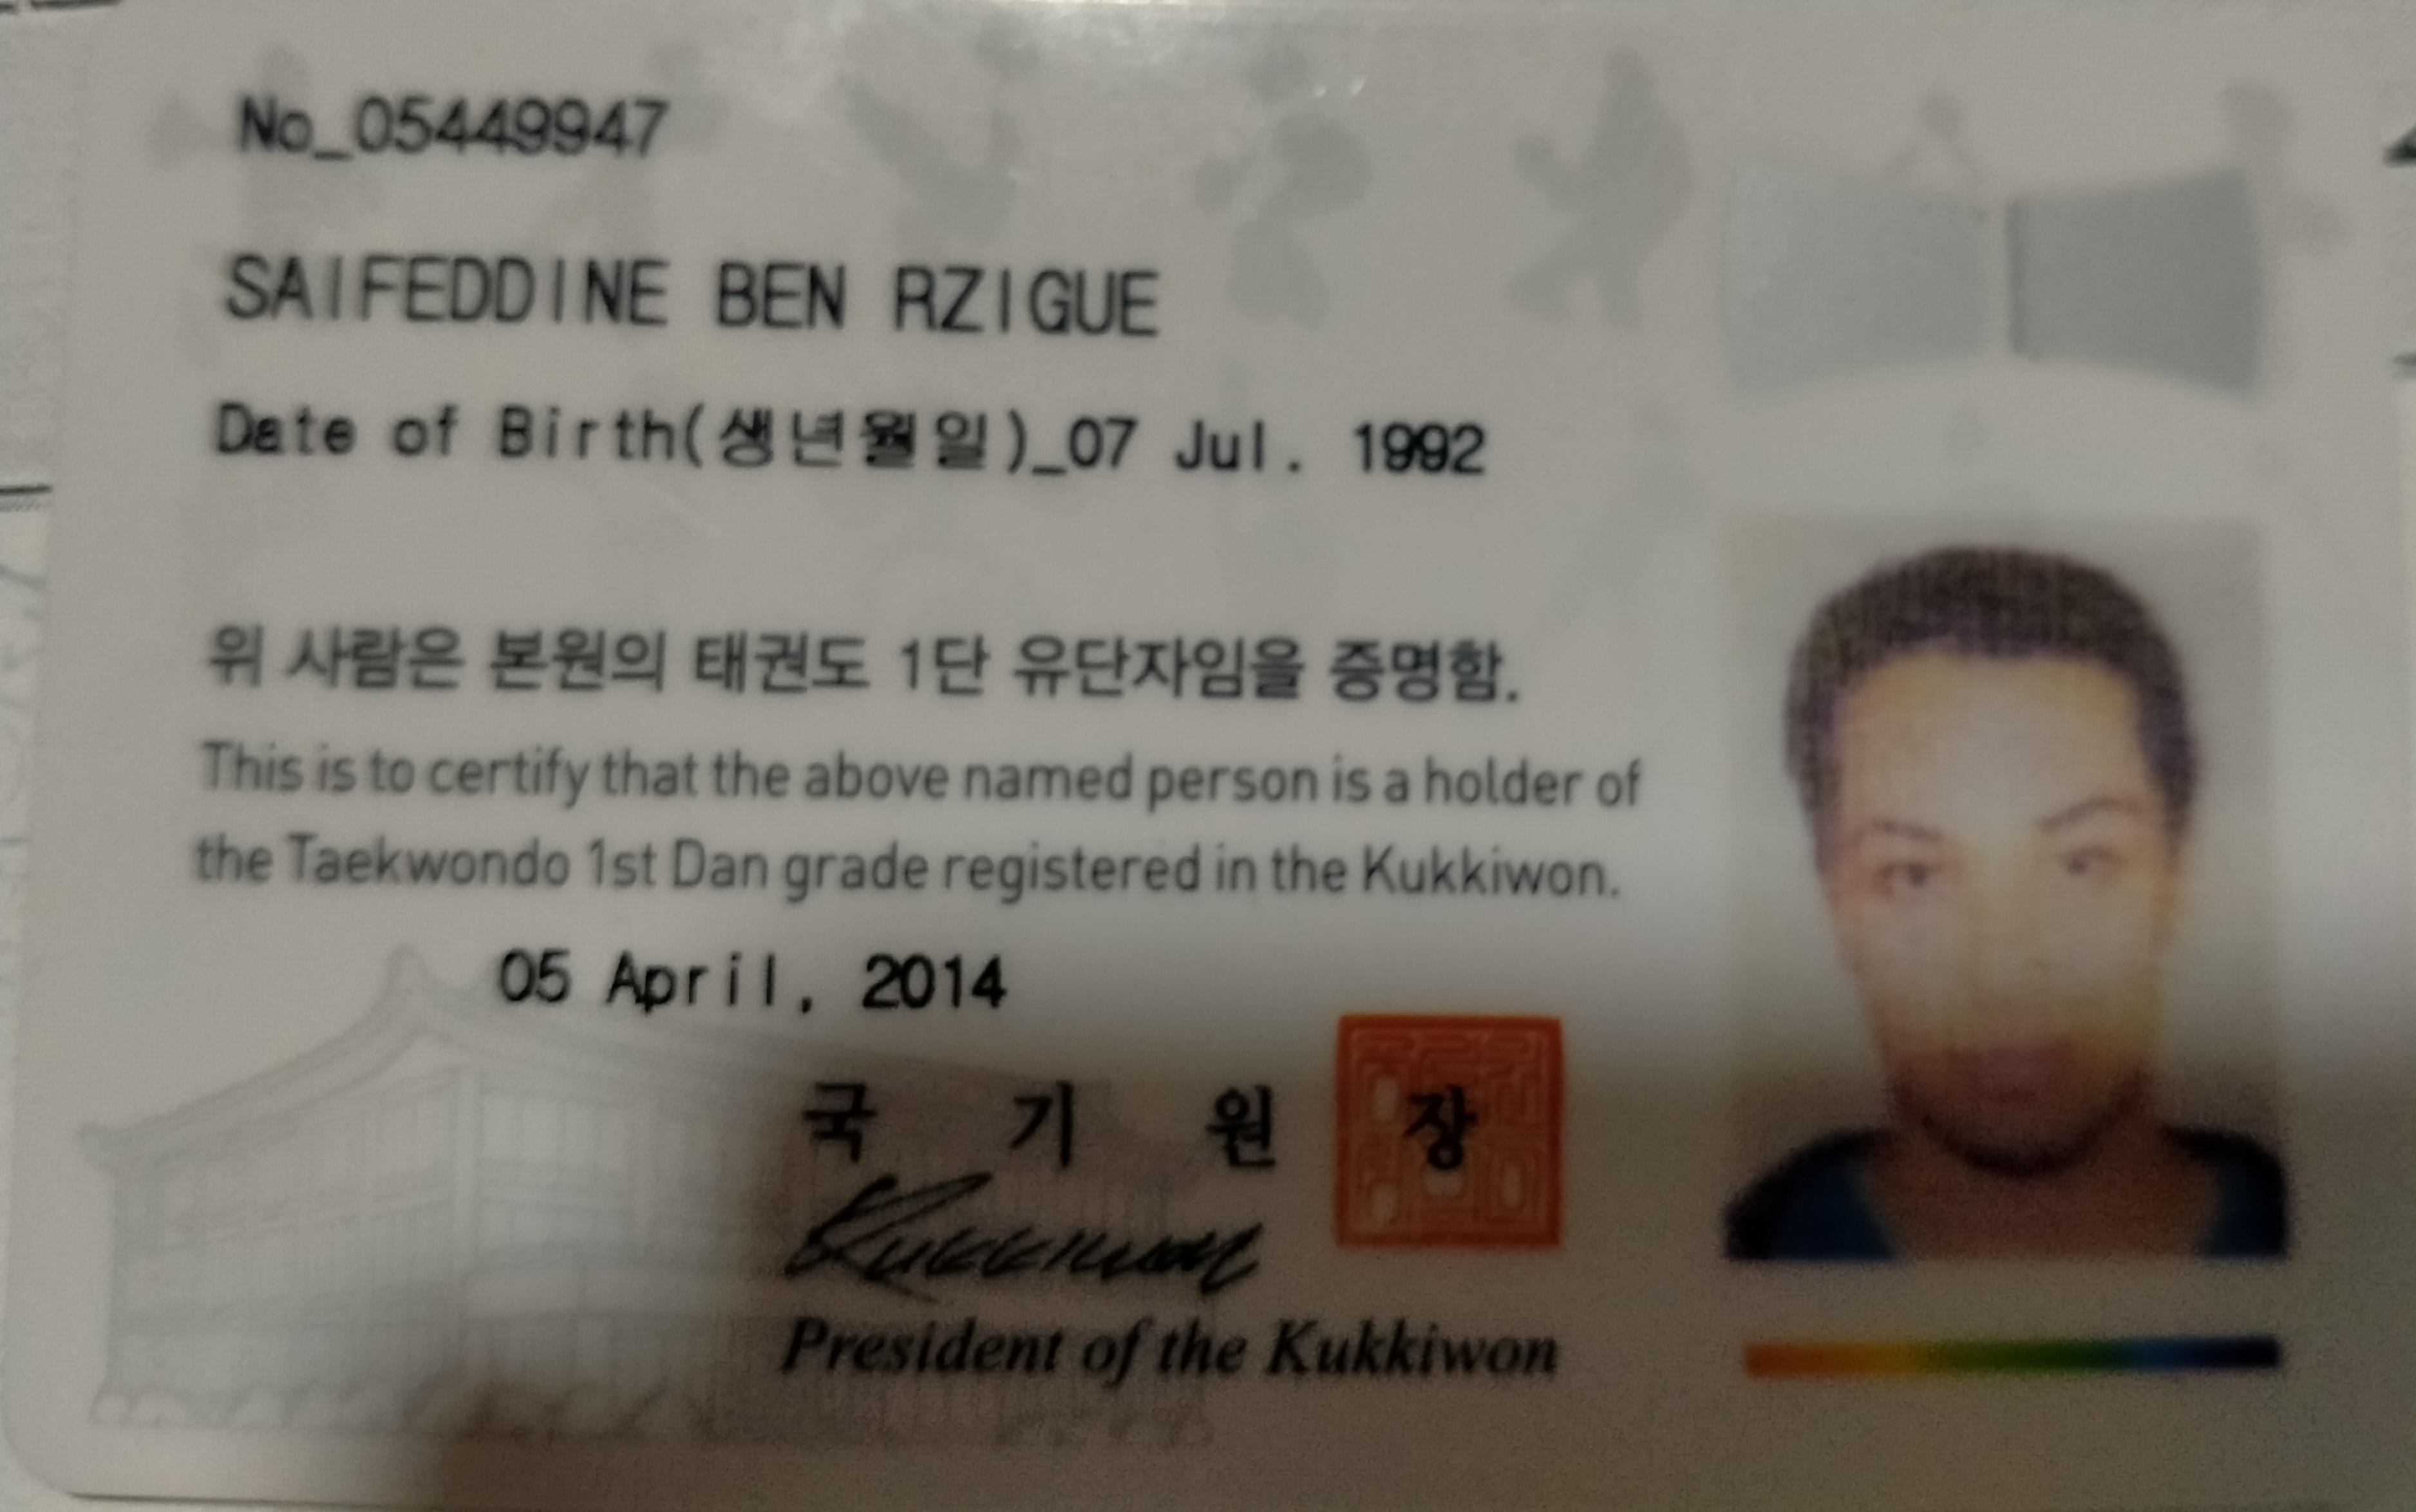 No_05449947
SAIFEDDINE BEN RZIGUE
Date of Birth(생년월일)_07 Jul. 1992
위 사람은 본원의 태권도 1단 유단자임을 증명함.
This is to certify that the above named person is a holder of
the Taekwondo 1st Dan grade registered in the Kukkiwon.
05 April, 2014
국 기 원 장
Kukkiwon
President of the Kukkiwon